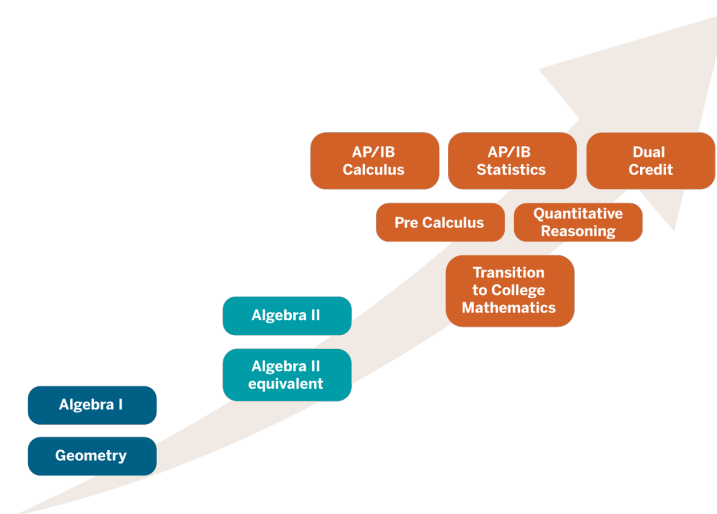 AP/IB
Calculus
AP/IB
Statistics
Dual
Credit
Pre Calculus
Quantitative
Reasoning
Transition
to College
Mathematics
Algebra II
Algebra II
equivalent
Algebra I
Geometry